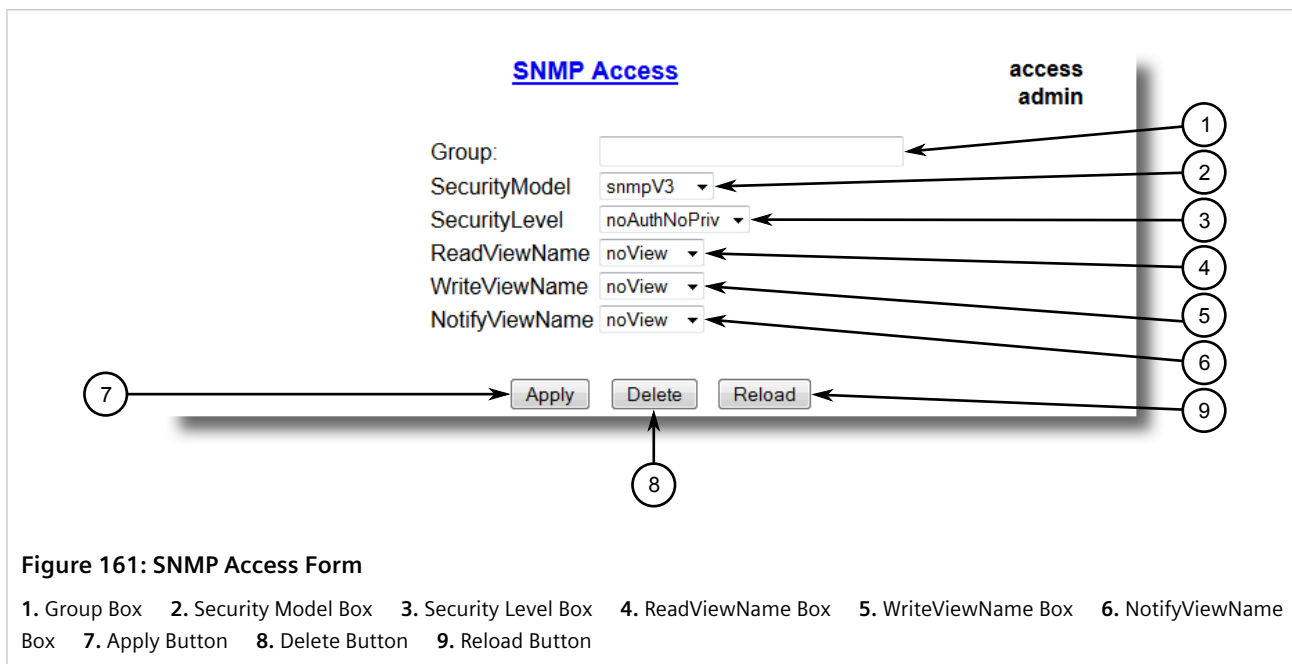 SNMP Access
access
admin
1
Group:
2
SecurityModel snmpV3
3
SecurityLevel noAuthNoPriv
4
ReadViewName noView
5
WriteViewName noView
6
NotifyViewName noView
7
Apply Delete Reload
9
8
Figure 161: SNMP Access Form
1. Group Box 2. Security Model Box 3. Security Level Box 4. ReadViewName Box 5. WriteViewName Box 6. NotifyViewName
Box 7. Apply Button 8. Delete Button 9. Reload Button